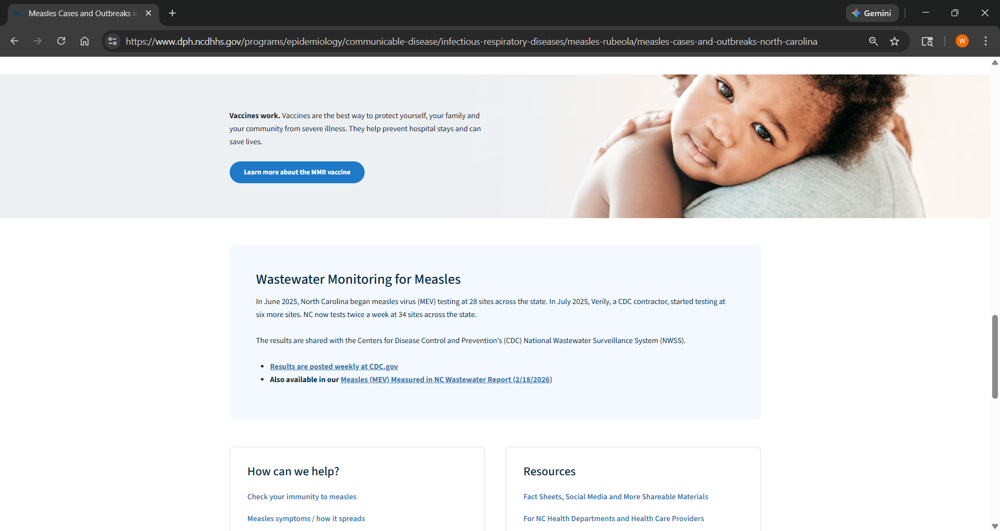 NC
Measles Cases and Outbreaks i
Gemini
https://www.dph.ncdhhs.gov/programs/epidemiology/communicable-disease/infectious-respiratory-diseases/measles-rubeola/measles-cases-and-outbreaks-north-carolina
W
Vaccines work. Vaccines are the best way to protect yourself, your family and
your community from severe illness. They help prevent hospital stays and can
save lives.
Learn more about the MMR vaccine
Wastewater Monitoring for Measles
In June 2025, North Carolina began measles virus (MEV) testing at 28 sites across the state. In July 2025, Verily, a CDC contractor, started testing at
six more sites. NC now tests twice a week at 34 sites across the state.
The results are shared with the Centers for Disease Control and Prevention’s (CDC) National Wastewater Surveillance System (NWSS).
• Results are posted weekly at CDC.gov
• Also available in our Measles (MEV) Measured in NC Wastewater Report (2/18/2026)
How can we help?
Check your immunity to measles
Measles symptoms / how it spreads
Resources
Fact Sheets, Social Media and More Shareable Materials
For NC Health Departments and Health Care Providers